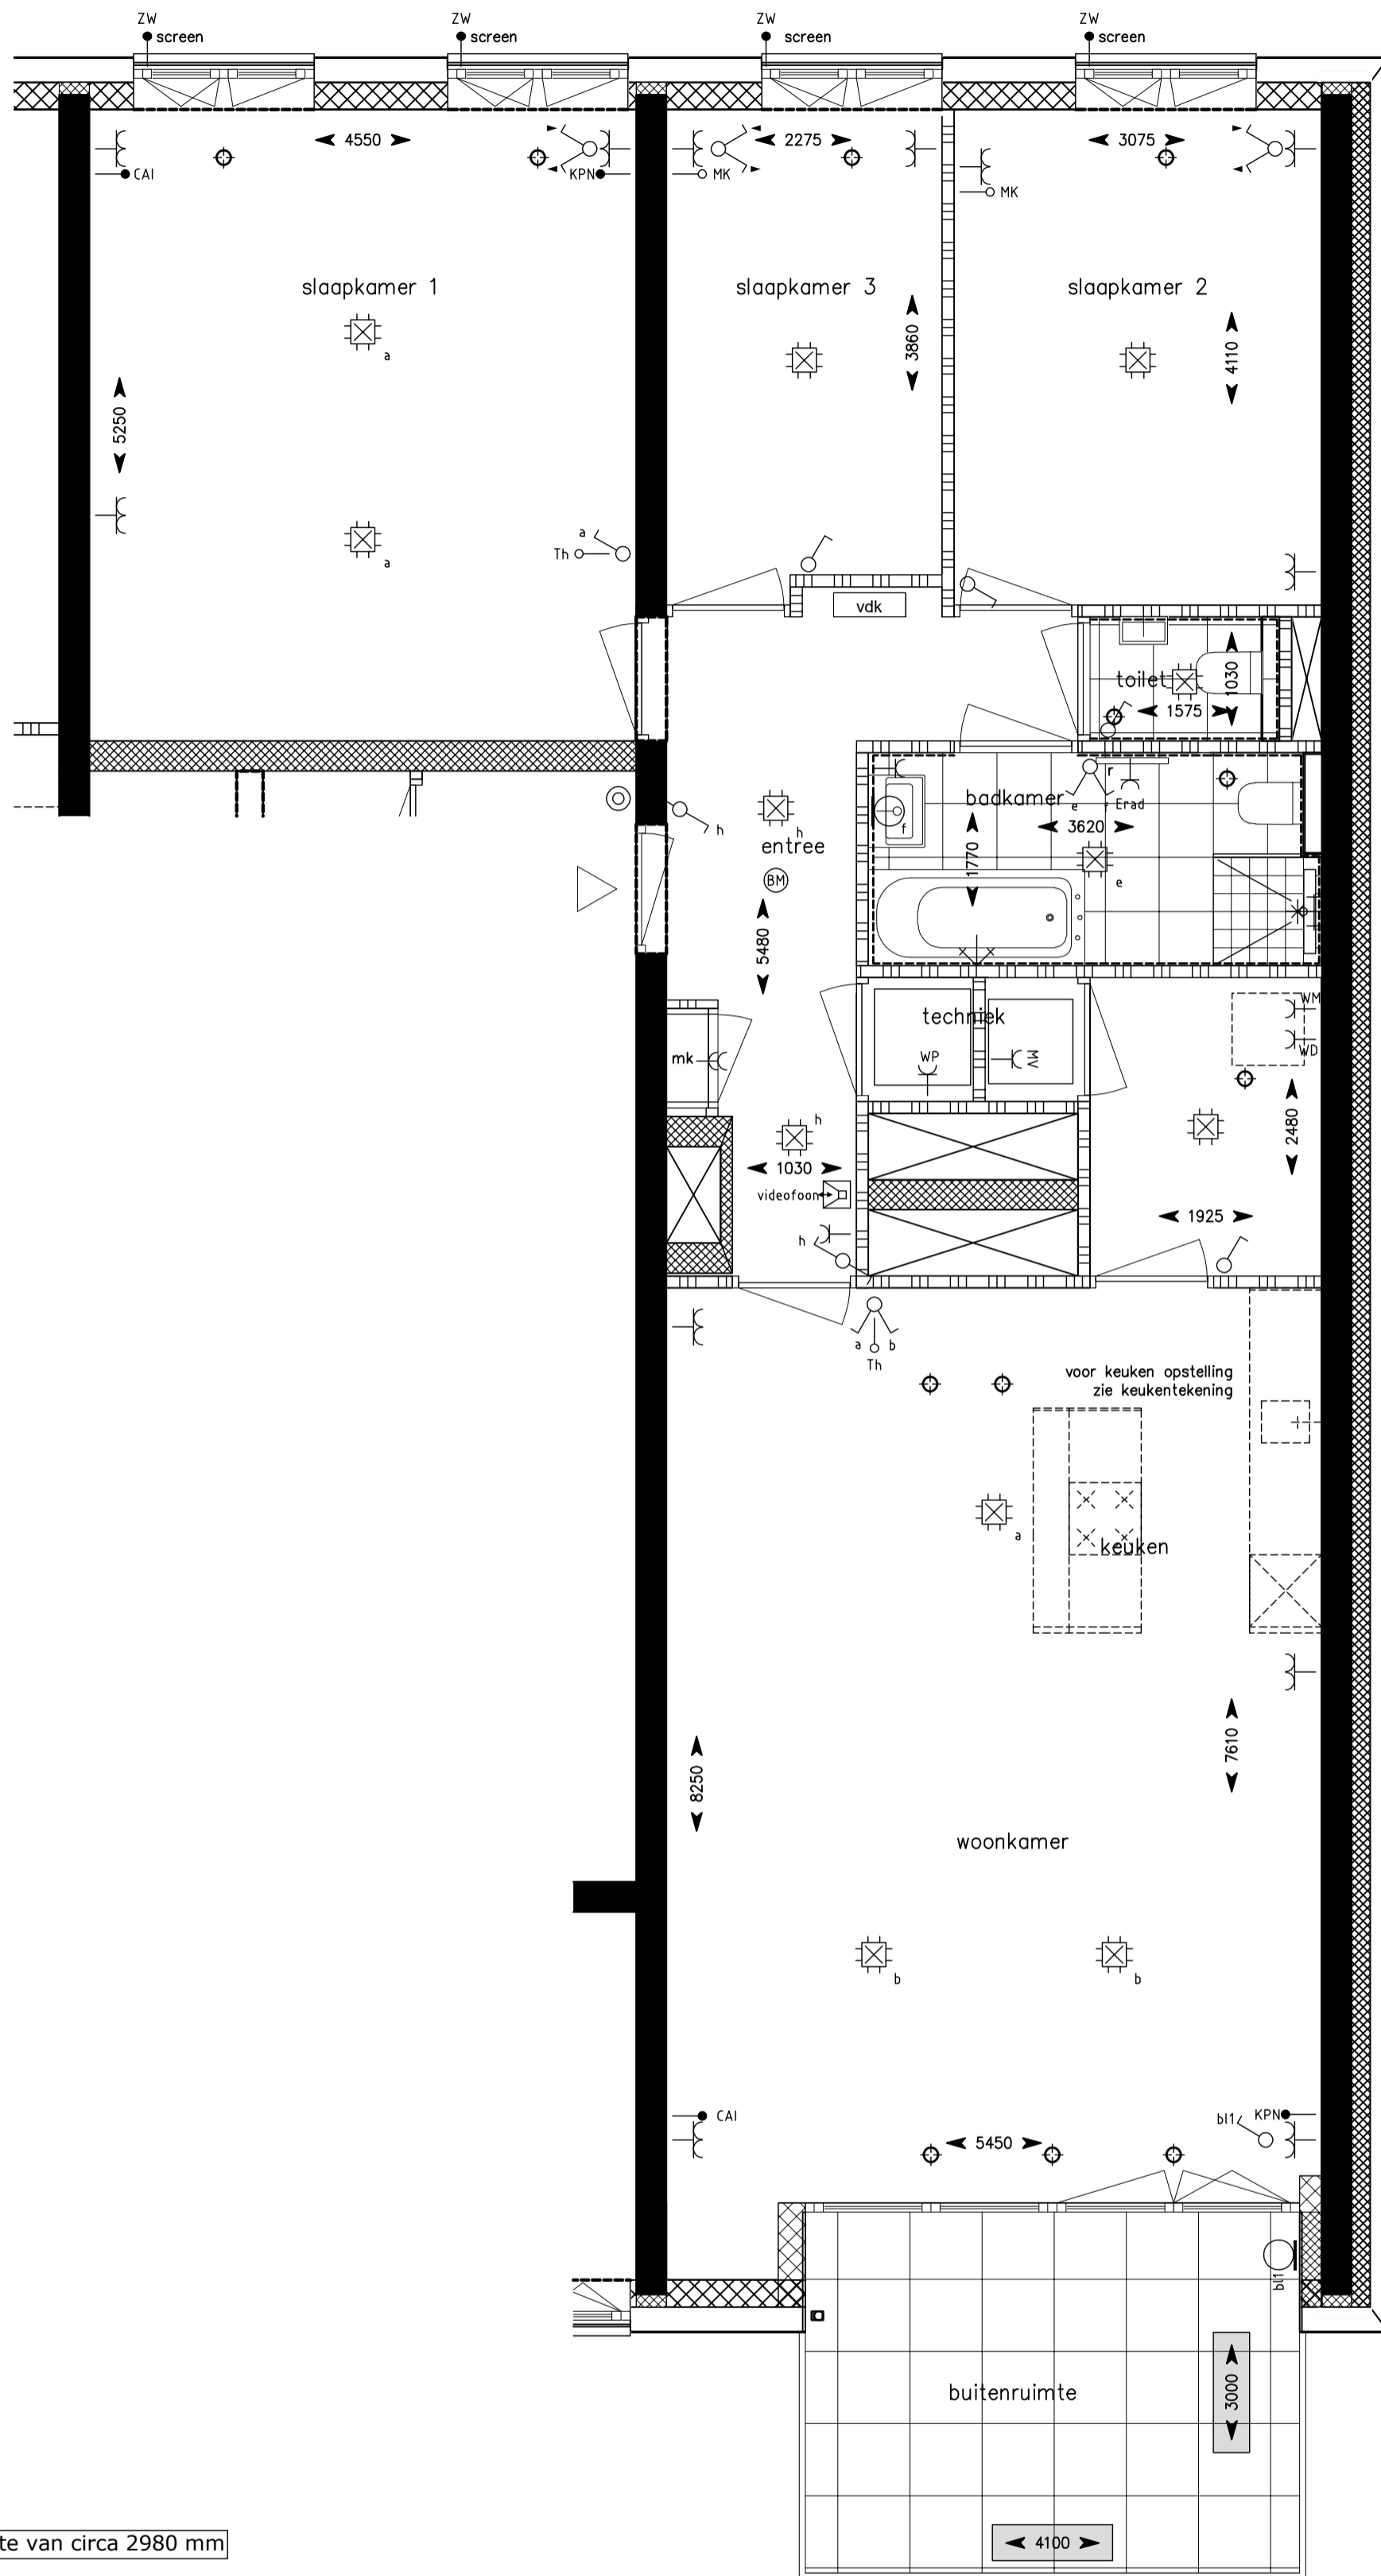 ZW
screen
ZW
screen
ZW
screen
ZW
screen
4550
2275
3075
CAI
KPN
MK
MK
slaapkamer 1
slaapkamer 3
slaapkamer 2
a
3860
4110
5250
a
Th
a
vdk
toilet
1030
1575
h
h
entree
BM
badkamer
r
e
f
Erad
f
3620
1770
e
5480
techniek
WM
WD
mk
WP
MV
2480
h
1030
videofoon
1925
h
a
b
Th
voor keuken opstelling
zie keukentekening
a
keuken
7610
8250
woonkamer
b
b
CAI
bl1
KPN
5450
bl1
buitenruimte
3000
4100
te van circa 2980 mm